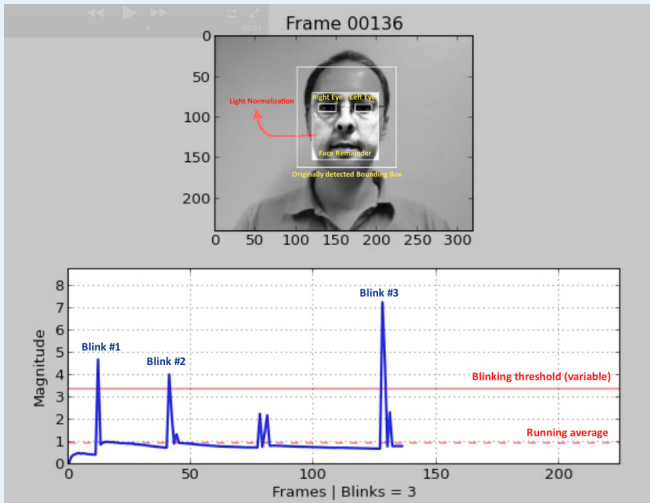 Frame 00136
0
50
100
150
200
Light Normalization
Right Eye Left Eye
Face Remainder
Originally detected Bounding Box
0 50 100 150 200 250 300
Magnitude
8
7
6
5
4
3
2
1
0
Blink #1
Blink #2
Blink #3
Blinking threshold (variable)
Running average
0 50 100 150 200
Frames | Blinks = 3